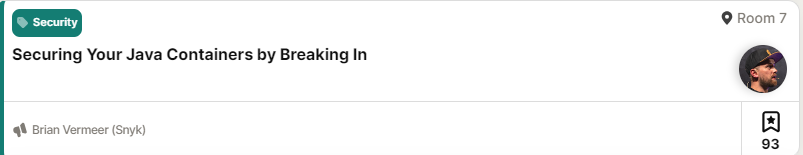 Security
Room 7
Securing Your Java Containers by Breaking In
Brian Vermeer (Snyk)
93